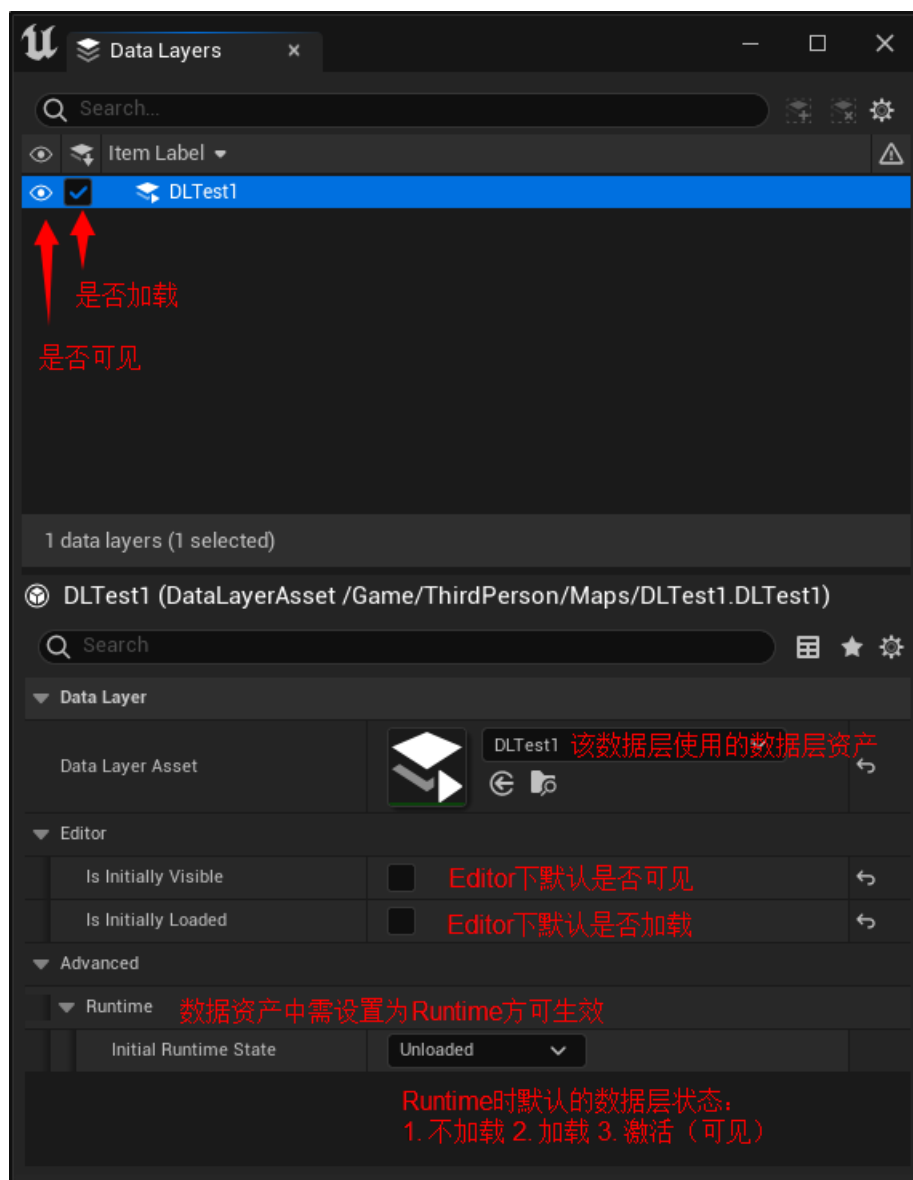 Data Layers
Search...
Item Label
DLTest1
是否加载
是否可见
1 data layers (1 selected)
DLTest1 (DataLayerAsset /Game/ThirdPerson/Maps/DLTest1.DLTest1)
Search
Data Layer
Data Layer Asset
DLTest1 该数据层使用的数据层资产
Editor
Is Initially Visible Editor下默认是否可见
Is Initially Loaded Editor下默认是否加载
Advanced
Runtime 数据资产中需设置为Runtime方可生效
Initial Runtime State Unloaded
Runtime时默认的数据层状态：
1. 不加载 2. 加载 3. 激活（可见）